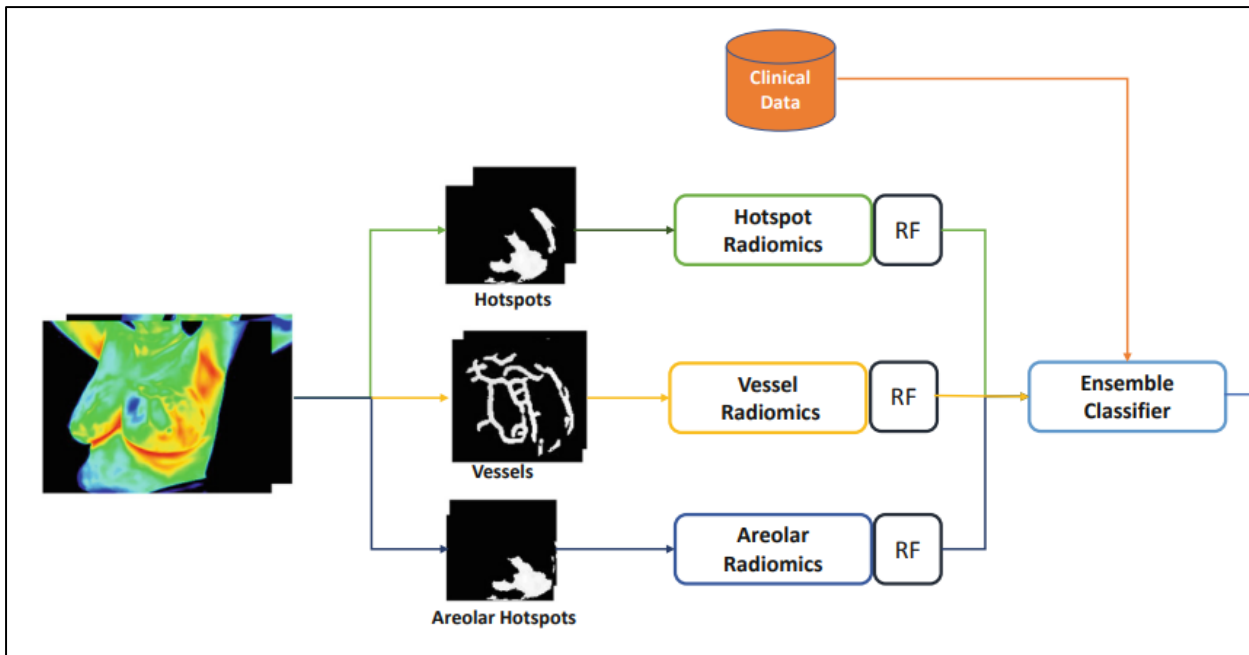 Clinical
Data
Hotspots
Hotspot
Radiomics
RF
Vessels
Vessel
Radiomics
RF
Ensemble
Classifier
Areolar Hotspots
Areolar
Radiomics
RF